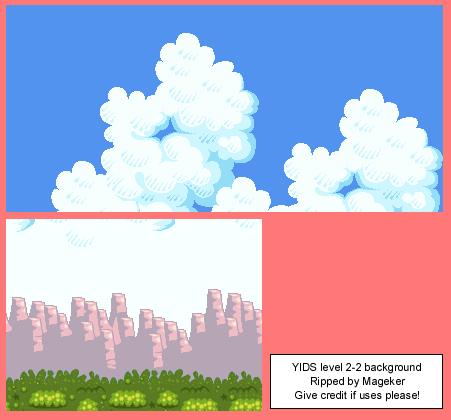 YIDS level 2-2 background
Ripped by Mageker
Give credit if uses please!